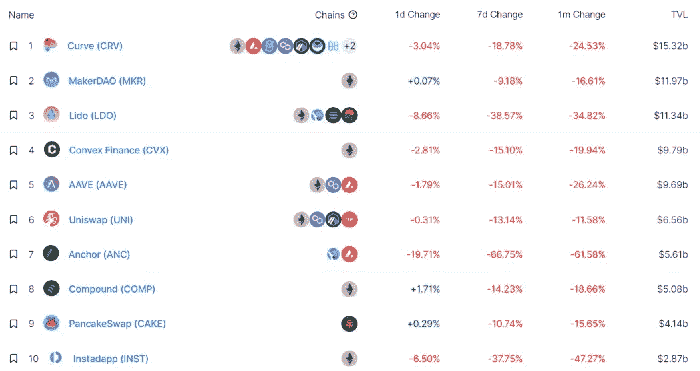 Name Chains 1d Change 7d Change 1m Change TVL
1 Curve (CRV) +2 -3.04% -18.78% -24.53% $15.32b
2 MakerDAO (MKR) +0.07% -9.18% -16.61% $11.97b
3 Lido (LDO) -8.66% -38.57% -34.82% $11.34b
4 Convex Finance (CVX) -2.81% -15.10% -19.94% $9.79b
5 AAVE (AAVE) -1.79% -15.01% -26.24% $9.69b
6 Uniswap (UNI) -0.31% -13.14% -11.58% $6.56b
7 Anchor (ANC) -19.71% -66.75% -61.58% $5.61b
8 Compound (COMP) +1.71% -14.23% -18.66% $5.08b
9 PancakeSwap (CAKE) +0.29% -10.74% -15.65% $4.14b
10 Instadapp (INST) -6.50% -37.75% -47.27% $2.87b